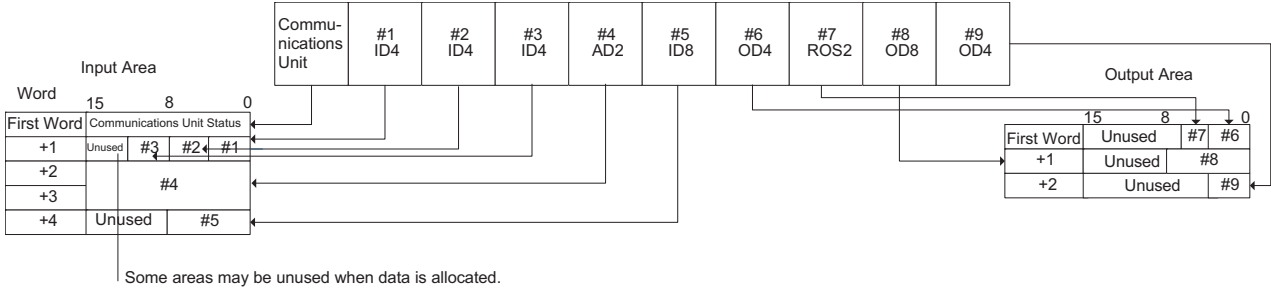 Commu-
nications
Unit
#1
ID4
#2
ID4
#3
ID4
#4
AD2
#5
ID8
#6
OD4
#7
ROS2
#8
OD8
#9
OD4
Input Area
Word
15 8 0
First Word Communications Unit Status
+1 Unused #3 #2 #1
+2
#4
+3
+4 Unused #5
Some areas may be unused when data is allocated.
Output Area
15 8 0
First Word Unused #7 #6
+1 Unused #8
+2 Unused #9